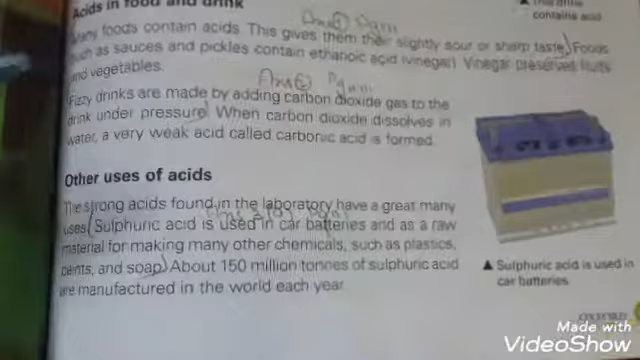 Acids in food and drink
Many foods contain acids. This gives them their slightly sour or sharp taste. Foods
such as sauces and pickles contain ethanoic acid (vinegar). Vinegar preserves fruits
and vegetables.
Fizzy drinks are made by adding carbon dioxide gas to the
drink under pressure. When carbon dioxide dissolves in
water, a very weak acid called carbonic acid is formed.
Other uses of acids
The strong acids found in the laboratory have a great many
uses. Sulphuric acid is used in car batteries and as a raw
material for making many other chemicals, such as plastics,
paints, and soap. About 150 million tonnes of sulphuric acid
are manufactured in the world each year.
contains acid
▲ Sulphuric acid is used in
car batteries.
OXFORD
Made with
VideoShow